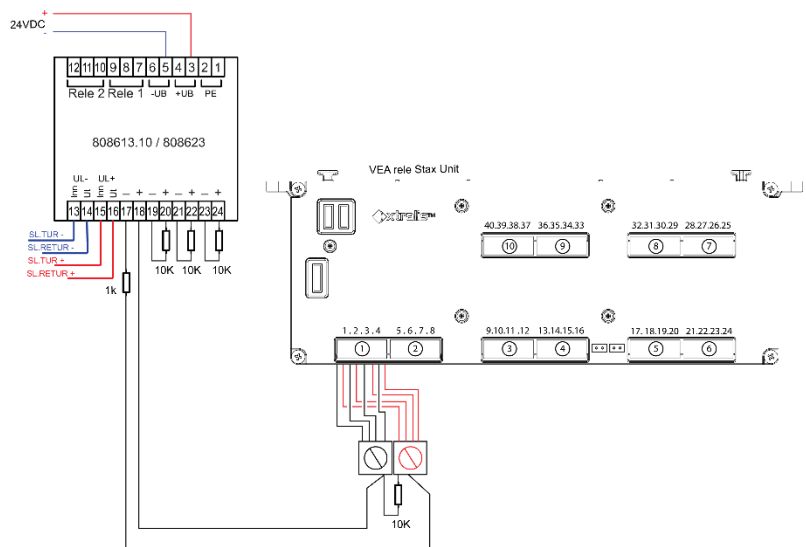 +
24VDC
-
12 11 10 9 8 7 6 5 4 3 2 1
Rele 2 Rele 1 -UB +UB PE
808613.10 / 808623
UL- UL+
Inn Ut Inn Ut — + — + — + — +
13 14 15 16 17 18 19 20 21 22 23 24
SL.TUR -
SL.RETUR -
SL.TUR +
SL.RETUR +
10K 10K 10K
1k
VEA rele Stax Unit
xtralis™
40.39.38.37 36.35.34.33 32.31.30.29 28.27.26.25
10 9 8 7
1.2.3.4 5.6.7.8 9.10.11.12 13.14.15.16 17.18.19.20 21.22.23.24
1 2 3 4 5 6
10K